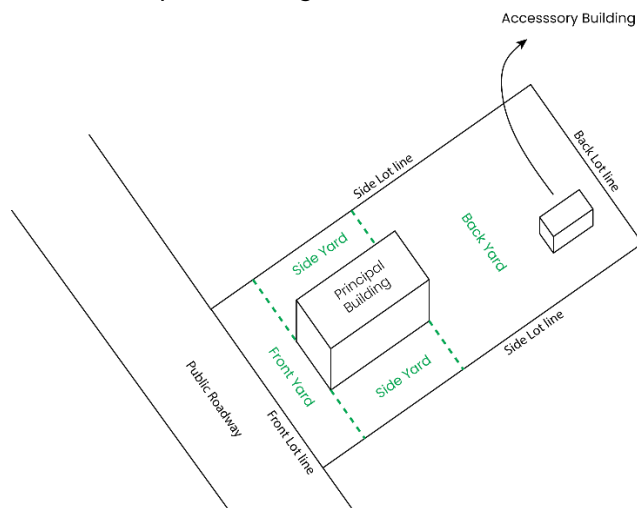 Accesssory Building
Back Lot line
Side Lot line
Side Yard
Back Yard
Principal
Building
Side Lot line
Front Yard
Side Yard
Public Roadway
Front Lot line